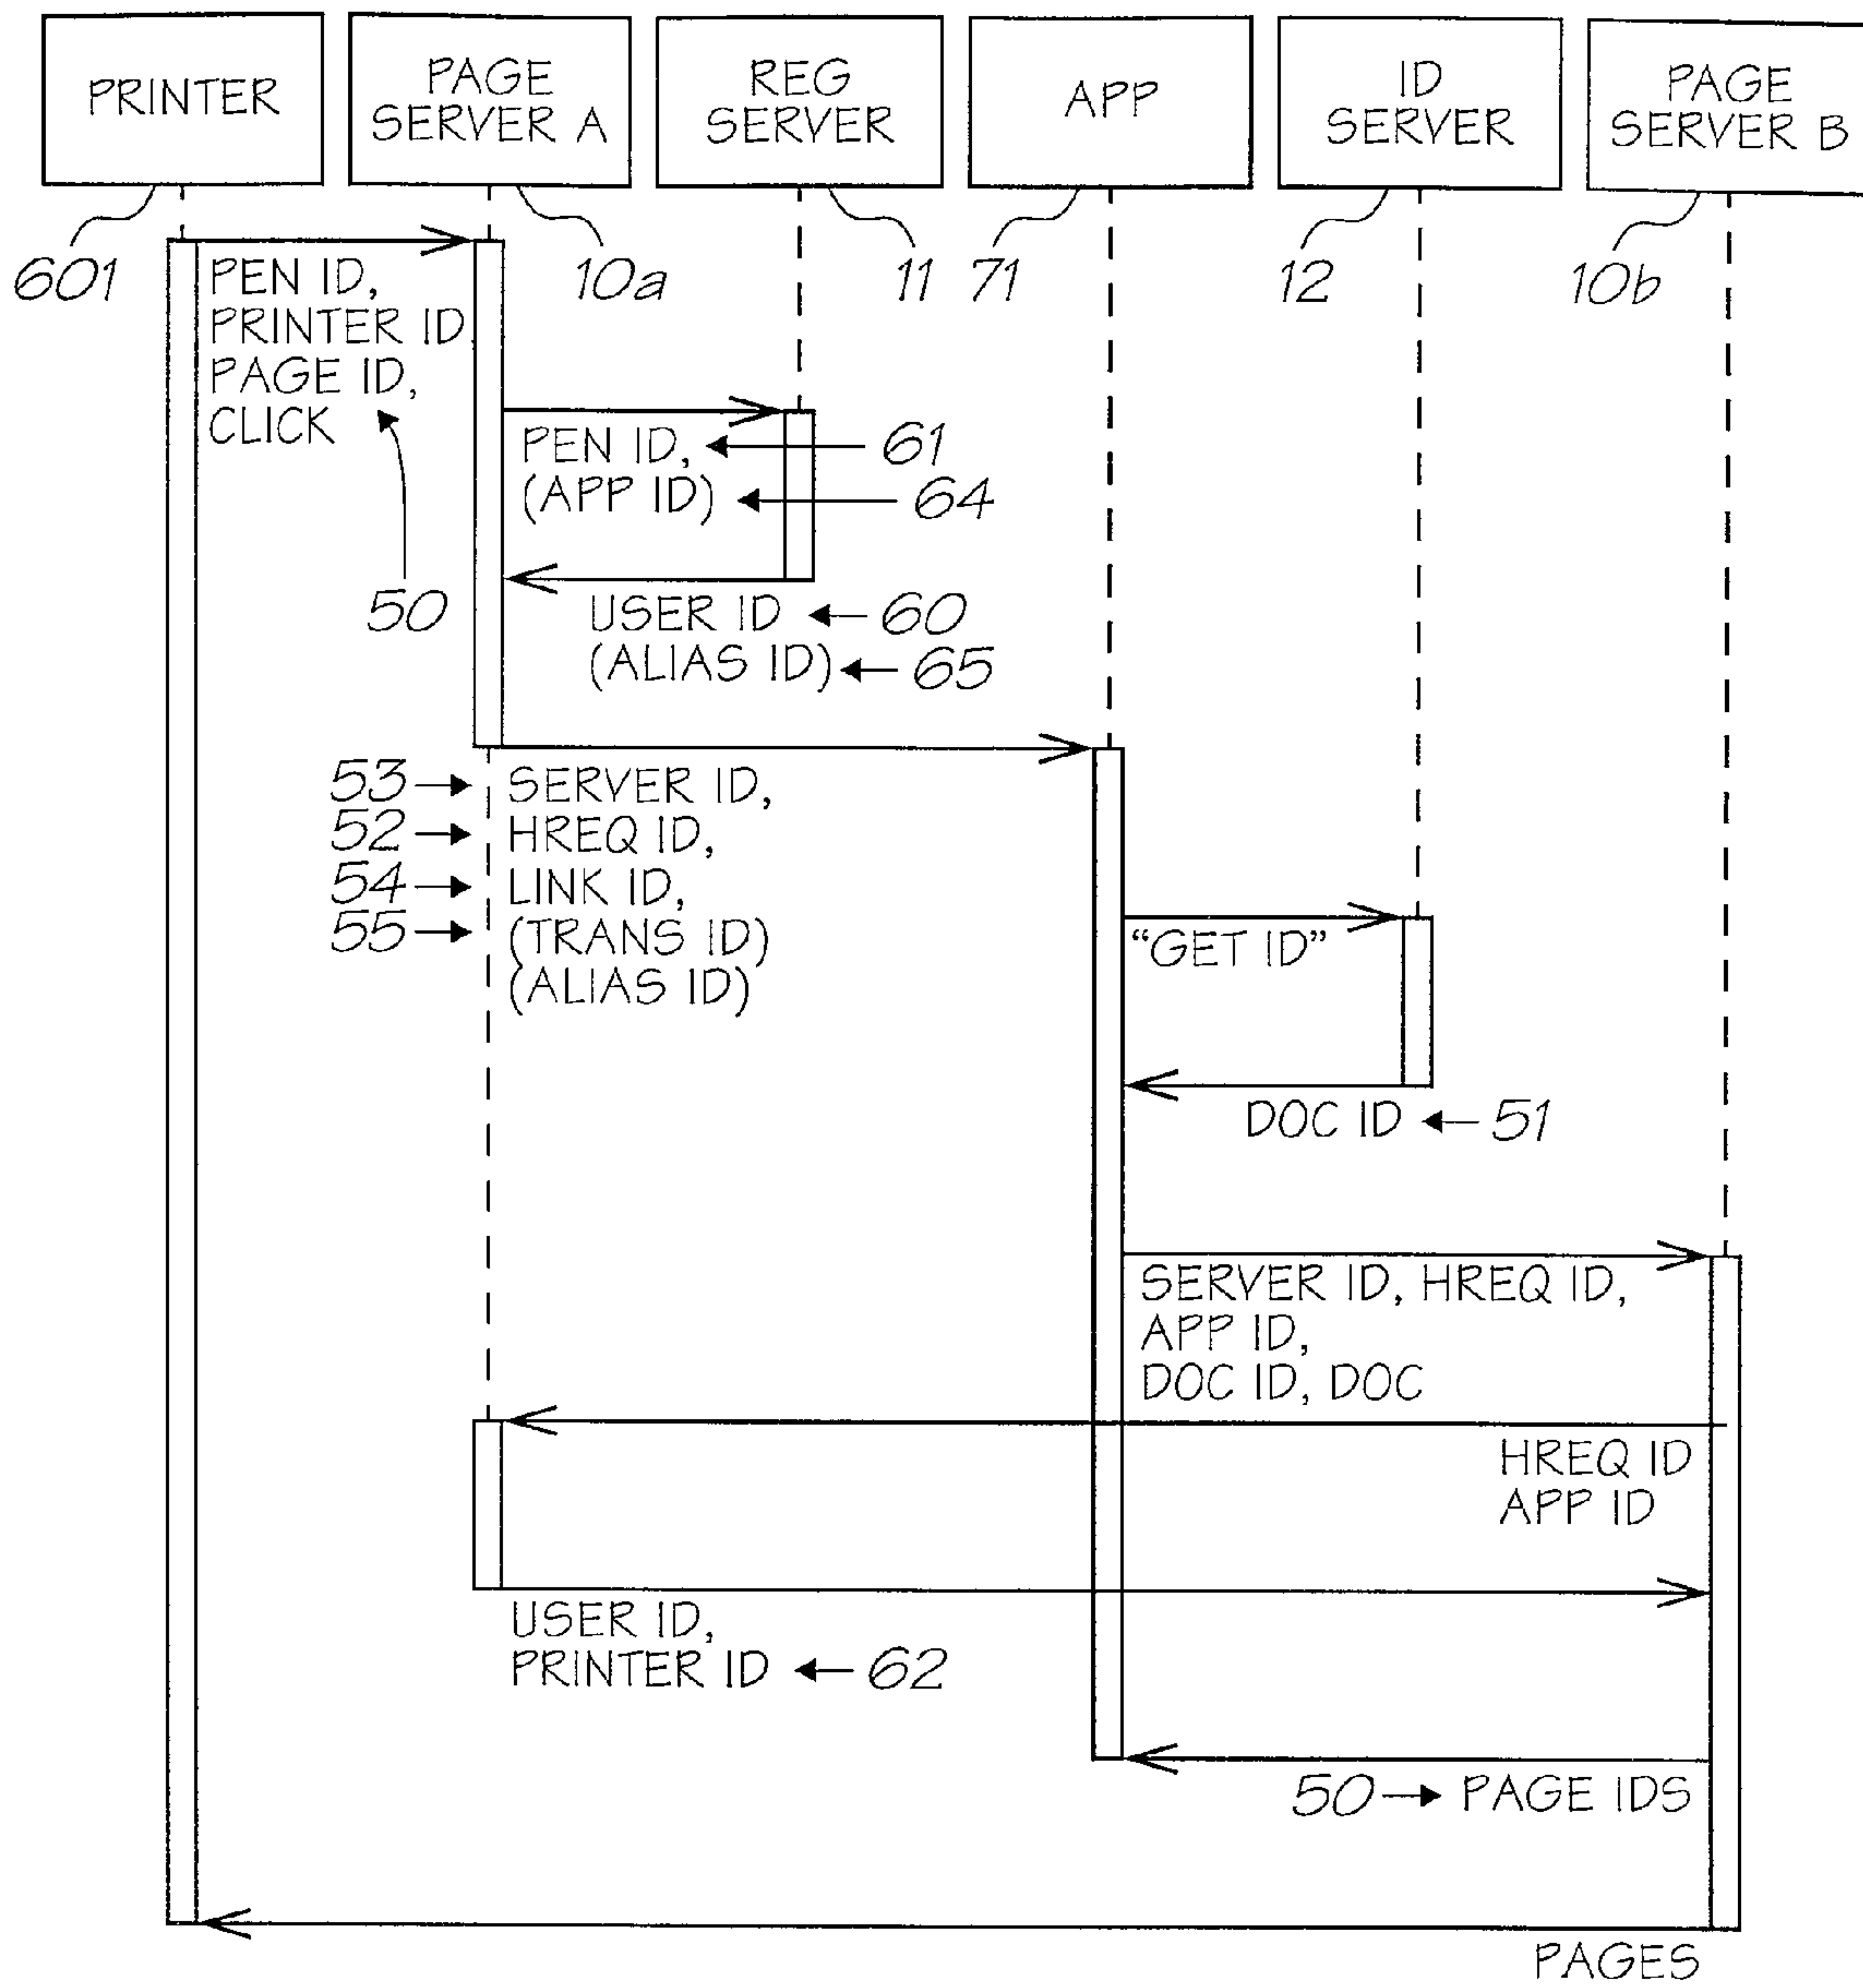 PRINTER
PAGE
SERVER A
REG
SERVER
APP
ID
SERVER
PAGE
SERVER B
601
10a
11
71
12
10b
PEN ID,
PRINTER ID
PAGE ID,
CLICK
50
PEN ID,
(APP ID)
61
64
USER ID
(ALIAS ID)
60
65
53
52
54
55
SERVER ID,
HREQ ID,
LINK ID,
(TRANS ID)
(ALIAS ID)
“GET ID”
DOC ID
51
SERVER ID, HREQ ID,
APP ID,
DOC ID, DOC
HREQ ID
APP ID
USER ID,
PRINTER ID
62
50
PAGE IDS
PAGES